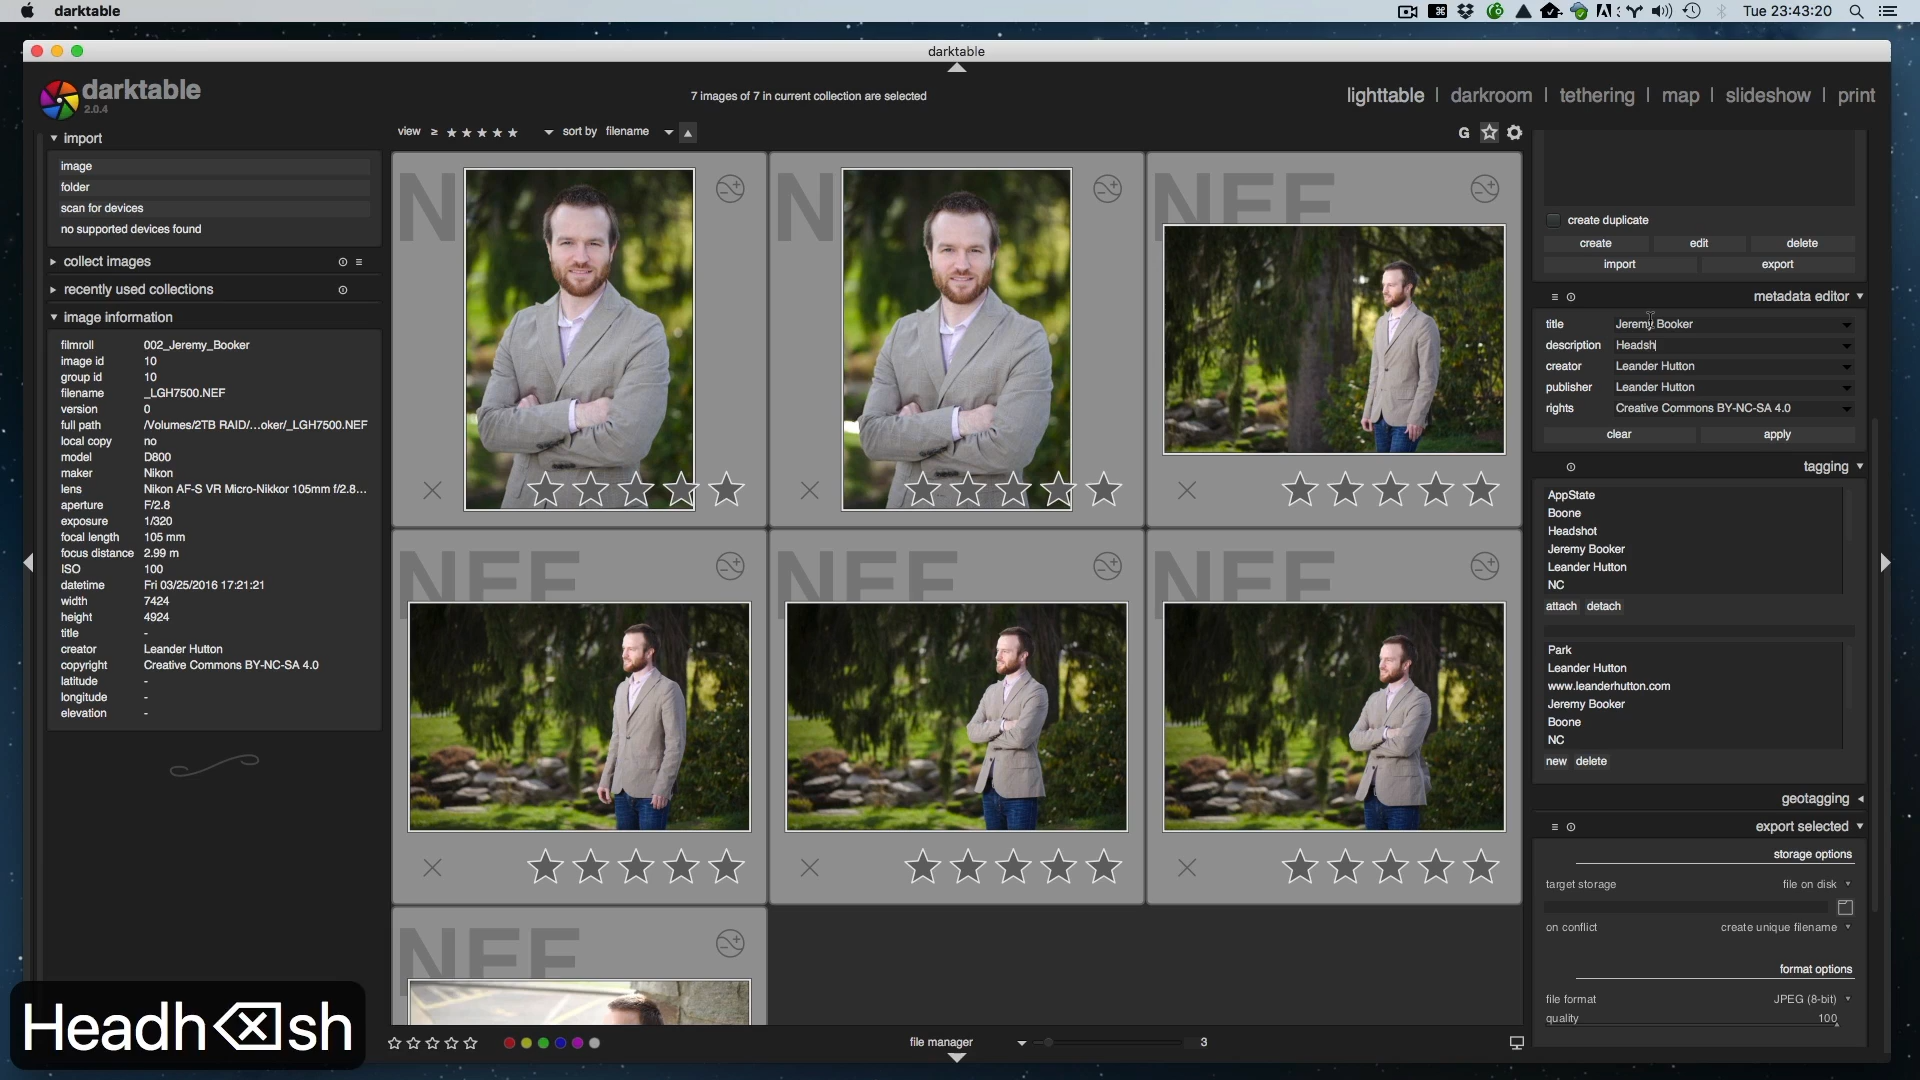 darktable
Tue 23:43:20
darktable
darktable
2.0.4
7 images of 7 in current collection are selected
lighttable | darkroom | tethering | map | slideshow | print
view ≥ ★ ★ ★ ★ ★ sort by filename
G
import
image
folder
scan for devices
no supported devices found
collect images
recently used collections
image information
filmroll 002_Jeremy_Booker
image id 10
group id 10
filename _LGH7500.NEF
version 0
full path /Volumes/2TB RAID/…oker/_LGH7500.NEF
local copy no
model D800
maker Nikon
lens Nikon AF-S VR Micro-Nikkor 105mm f/2.8...
aperture F/2.8
exposure 1/320
focal length 105 mm
focus distance 2.99 m
ISO 100
datetime Fri 03/25/2016 17:21:21
width 7424
height 4924
title -
creator Leander Hutton
copyright Creative Commons BY-NC-SA 4.0
latitude -
longitude -
elevation -
N N NEF
NEF NEF NEF
NEF
create duplicate
create edit delete
import export
metadata editor
title Jeremy Booker
description Headsh
creator Leander Hutton
publisher Leander Hutton
rights Creative Commons BY-NC-SA 4.0
clear apply
tagging
AppState
Boone
Headshot
Jeremy Booker
Leander Hutton
NC
attach detach
Park
Leander Hutton
www.leanderhutton.com
Jeremy Booker
Boone
NC
new delete
geotagging
export selected
storage options
target storage file on disk
on conflict create unique filename
format options
file format JPEG (8-bit)
quality 100
file manager 3
Headh⌫sh